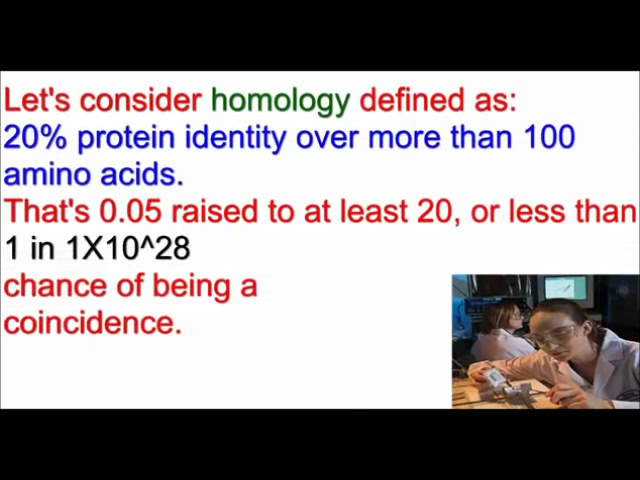 Let's consider homology defined as:
20% protein identity over more than 100
amino acids.
That's 0.05 raised to at least 20, or less than
1 in 1X10^28
chance of being a
coincidence.